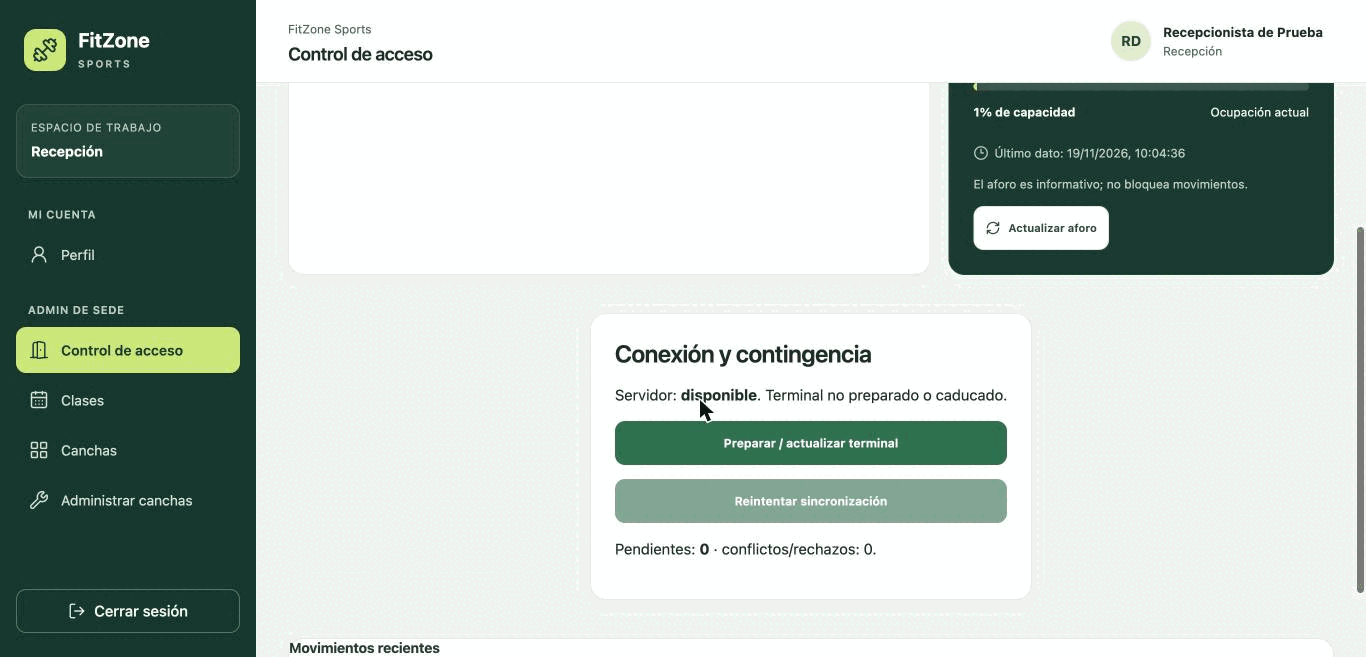 FitZone
SPORTS
ESPACIO DE TRABAJO
Recepción
MI CUENTA
Perfil
ADMIN DE SEDE
Control de acceso
Clases
Canchas
Administrar canchas
Cerrar sesión
FitZone Sports
Control de acceso
RD
Recepcionista de Prueba
Recepción
1% de capacidad
Ocupación actual
Último dato: 19/11/2026, 10:04:36
El aforo es informativo; no bloquea movimientos.
Actualizar aforo
Conexión y contingencia
Servidor: disponible. Terminal no preparado o caducado.
Preparar / actualizar terminal
Reintentar sincronización
Pendientes: 0 · conflictos/rechazos: 0.
Movimientos recientes